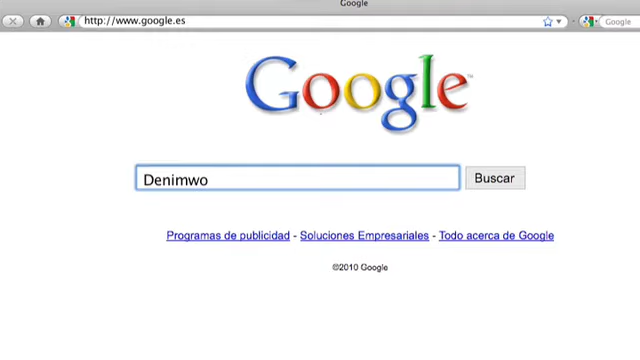 Google
http://www.google.es
Google
Google™
Denimwo
Buscar
Programas de publicidad - Soluciones Empresariales - Todo acerca de Google
©2010 Google